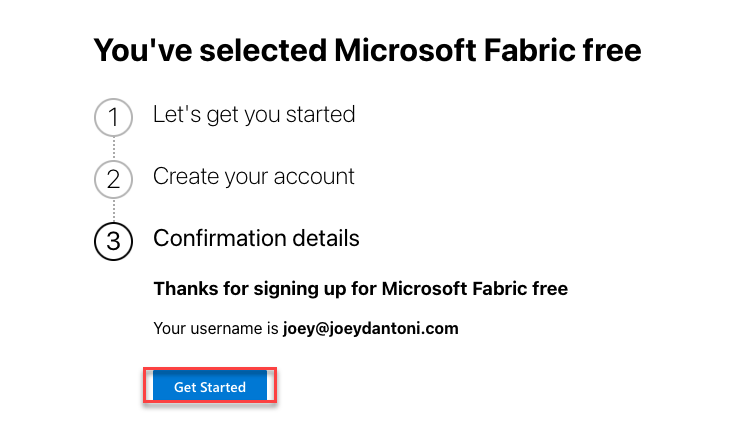 You've selected Microsoft Fabric free
1 Let's get you started
2 Create your account
3 Confirmation details
Thanks for signing up for Microsoft Fabric free
Your username is joey@joeydantoni.com
Get Started